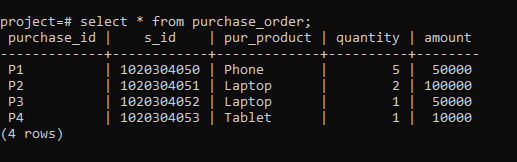 project=# select * from purchase_order;
 purchase_id |    s_id    | pur_product | quantity | amount
-------------+------------+-------------+----------+--------
 P1          | 1020304050 | Phone       |        5 |  50000
 P2          | 1020304051 | Laptop      |        2 | 100000
 P3          | 1020304052 | Laptop      |        1 |  50000
 P4          | 1020304053 | Tablet      |        1 |  10000
(4 rows)